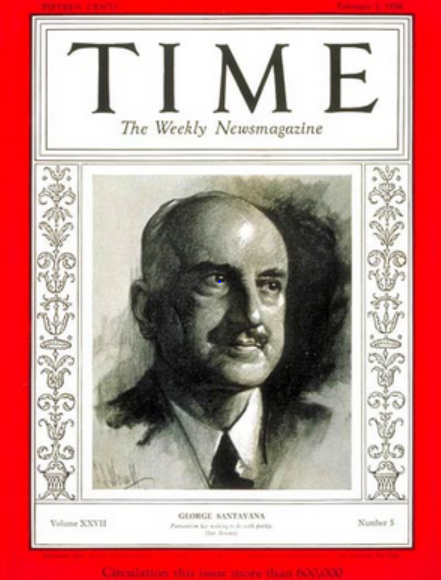 FIFTEEN CENTS
February 3, 1936
TIME
The Weekly Newsmagazine
GEORGE SANTAYANA
Volume XXVII
Number 5
Circulation this issue more than 600,000